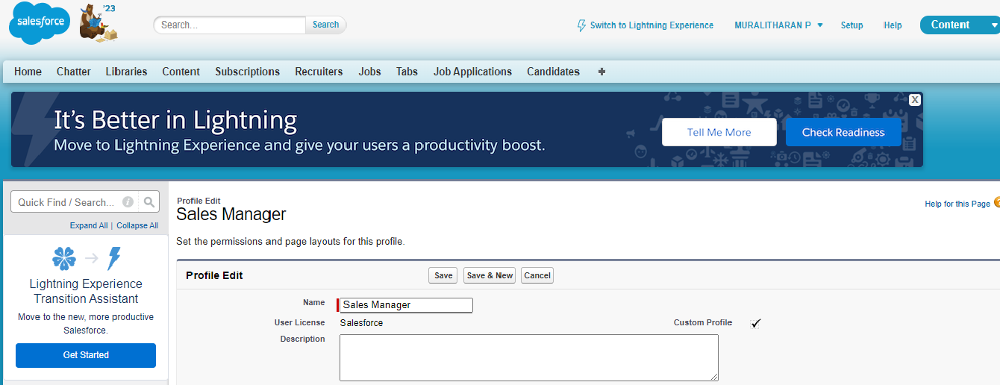 salesforce
'23
Search...
Search
Switch to Lightning Experience
MURALITHARAN P
Setup
Help
Content
Home Chatter Libraries Content Subscriptions Recruiters Jobs Tabs Job Applications Candidates +
It's Better in Lightning
Move to Lightning Experience and give your users a productivity boost.
Tell Me More
Check Readiness
X
Quick Find / Search...
i
Expand All | Collapse All
Lightning Experience
Transition Assistant
Move to the new, more productive
Salesforce.
Get Started
Profile Edit
Sales Manager
Help for this Page
Set the permissions and page layouts for this profile.
Profile Edit
Save
Save & New
Cancel
Name Sales Manager
User License Salesforce
Custom Profile
Description